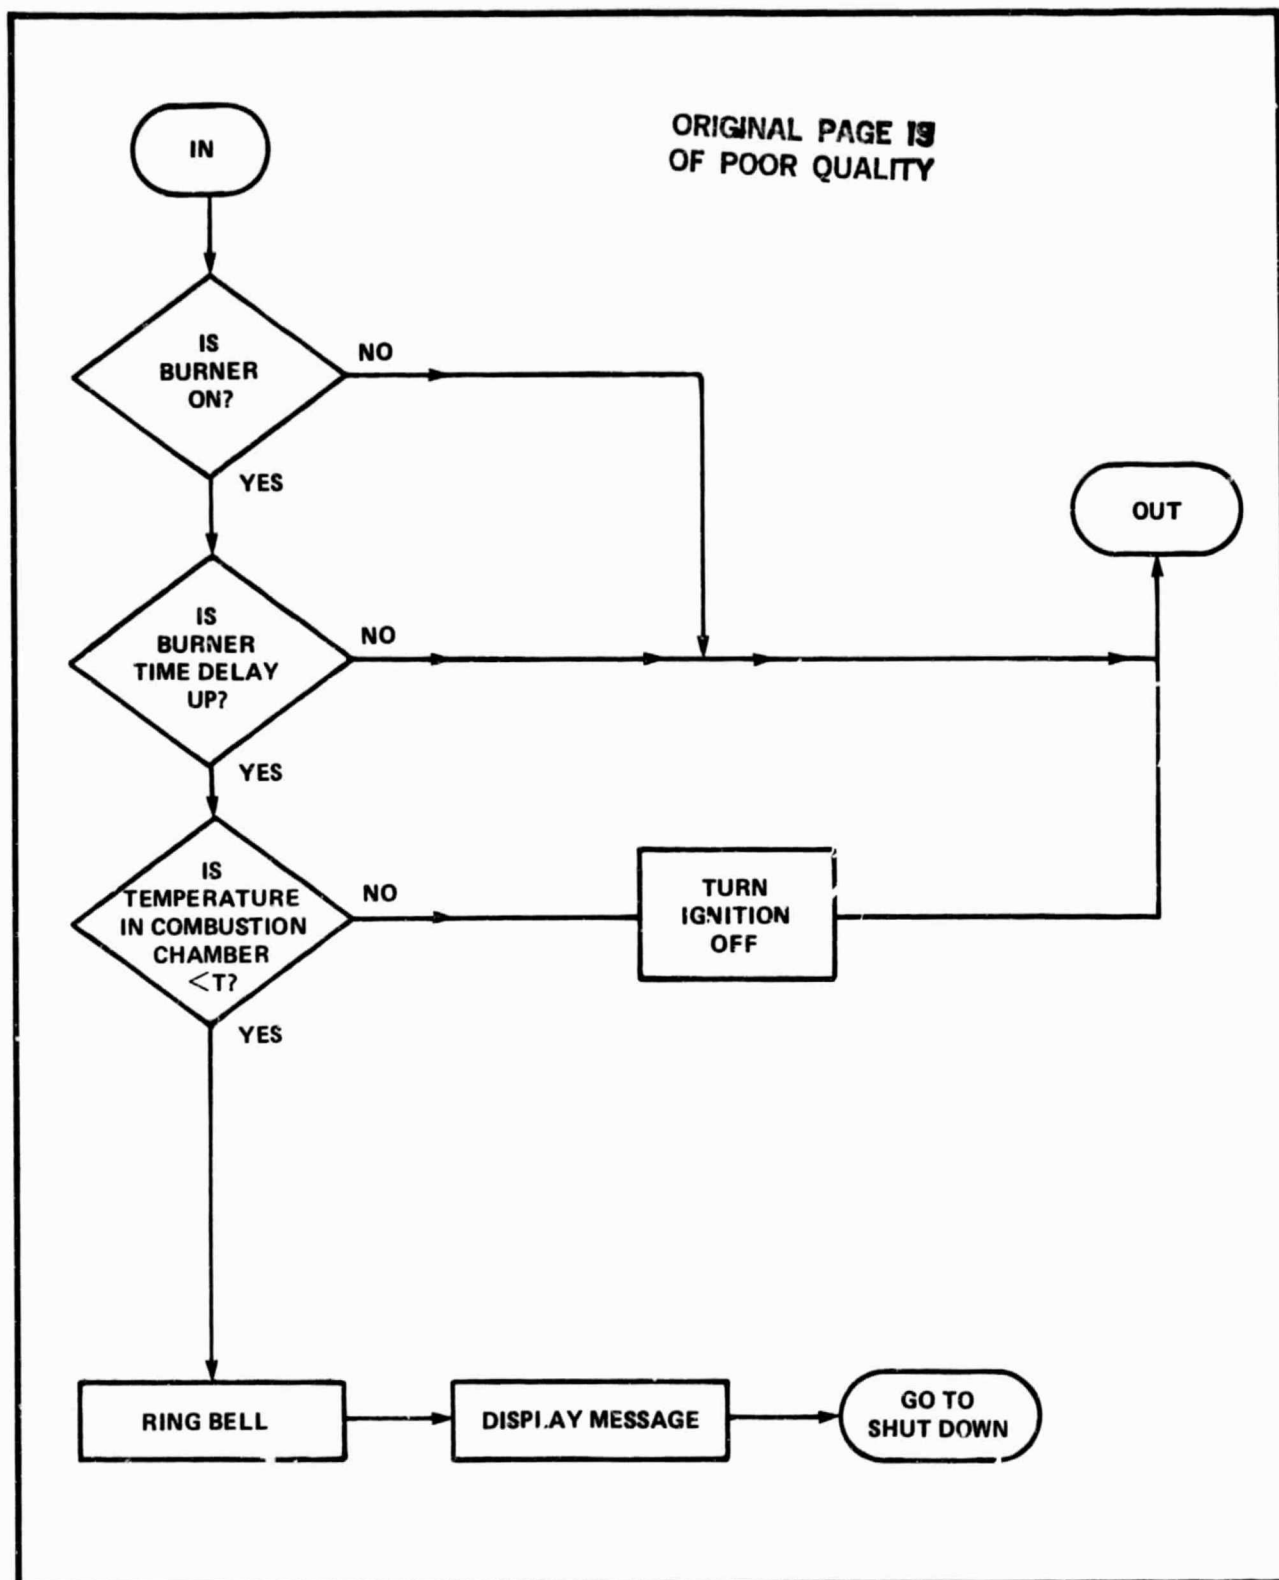 ORIGINAL PAGE IS
OF POOR QUALITY
IN
IS
BURNER
ON?
NO
YES
OUT
IS
BURNER
TIME DELAY
UP?
NO
YES
IS
TEMPERATURE
IN COMBUSTION
CHAMBER
<T?
NO
TURN
IGNITION
OFF
YES
RING BELL
DISPLAY MESSAGE
GO TO
SHUT DOWN